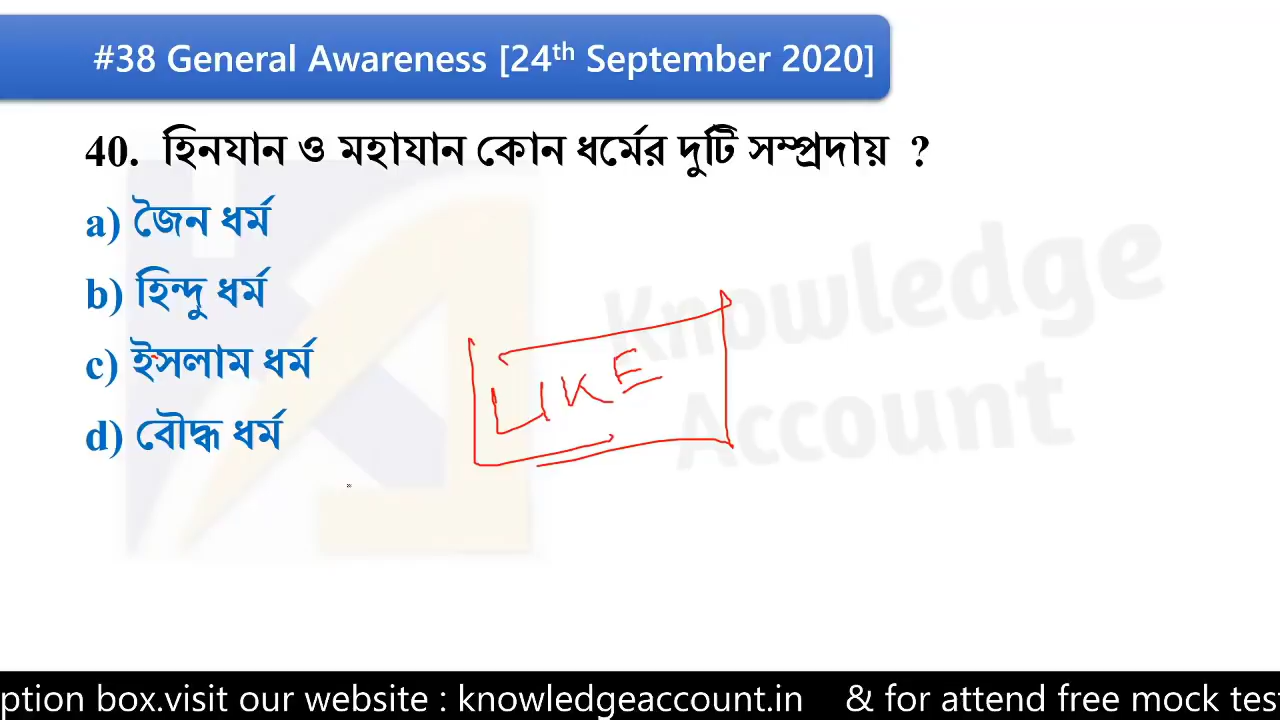 #38 General Awareness [24th September 2020]
40. হিনযান ও মহাযান কোন ধর্মের দুটি সম্প্রদায় ?
a) জৈন ধর্ম
b) হিন্দু ধর্ম
c) ইসলাম ধর্ম
d) বৌদ্ধ ধর্ম
LIKE
Knowledge
Account
ption box.visit our website : knowledgeaccount.in & for attend free mock tes